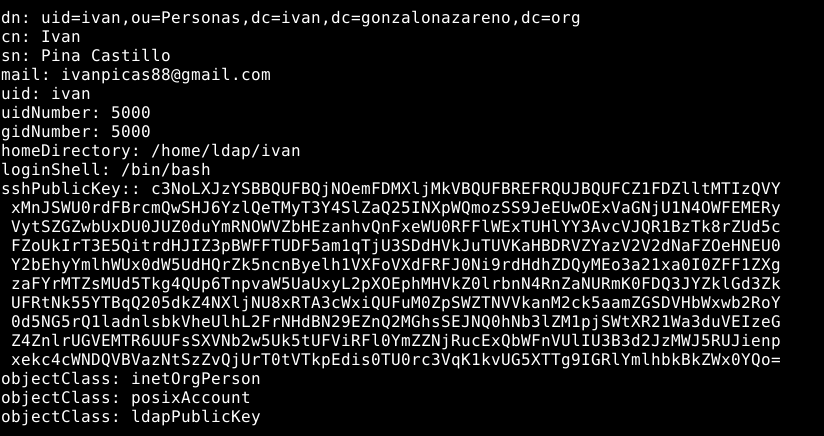 dn: uid=ivan,ou=Personas,dc=ivan,dc=gonzalonazareno,dc=org
cn: Ivan
sn: Pina Castillo
mail: ivanpicas88@gmail.com
uid: ivan
uidNumber: 5000
gidNumber: 5000
homeDirectory: /home/ldap/ivan
loginShell: /bin/bash
sshPublicKey:: c3NoLXJzYSBBQUFBQjNOemFDMXljMkVBQUFBREFRQUJBQUFCZ1FDZlltMTIzQVY
xMnJSWU0rdFBrcmQwSHJ6YzlQeTMyT3Y4SlZaQ25INXpWQmozSS9JeEUwOExVaGNjU1N4OWFEMERy
VytSZGZwbUxDU0JUZ0duYmRNOWVZbHEzanhvQnFxeWU0RFFlWExTUHlYY3AvcVJQR1BzTk8rZUd5c
FZoUkIrT3E5QitrdHJIZ3pBWFFTUDF5am1qTjU3SDdHVkJuTUVKaHBDRVZYazV2V2dNaFZOeHNEU0
Y2bEhyYmlhWUx0dW5UdHQrZk5ncnByelh1VXFoVXdFRFJ0Ni9rdHdhZDQyMEo3a21xa0I0ZFF1ZXg
zaFYrMTZsMUd5Tkg4QUp6TnpvaW5UaUxyL2pXOEphMHVkZ0lrbnN4RnZaNURmK0FDQ3JYZklGd3Zk
UFRtNk55YTBqQ205dkZ4NXljNU8xRTA3cWxiQUFuM0ZpSWZTNVVkanM2ck5aamZGSDVHbWxwb2RoY
0d5NG5rQ1ladnlsbkVheUlhL2FrNHdBN29EZnQ2MGhsSEJNQ0hNb3lZM1pjSWtXR21Wa3duVEIzeG
Z4ZnlrUGVEMTR6UUFsSXVNb2w5Uk5tUFViRFl0YmZZNjRucExQbWFnVUlIU3B3d2JzMWJ5RUJienp
xekc4cWNDQVBVazNtSzZvQjUrT0tVTkpEdis0TU0rc3VqK1kvUG5XTTg9IGRlYmlhbkBkZWx0YQo=
objectClass: inetOrgPerson
objectClass: posixAccount
objectClass: ldapPublicKey